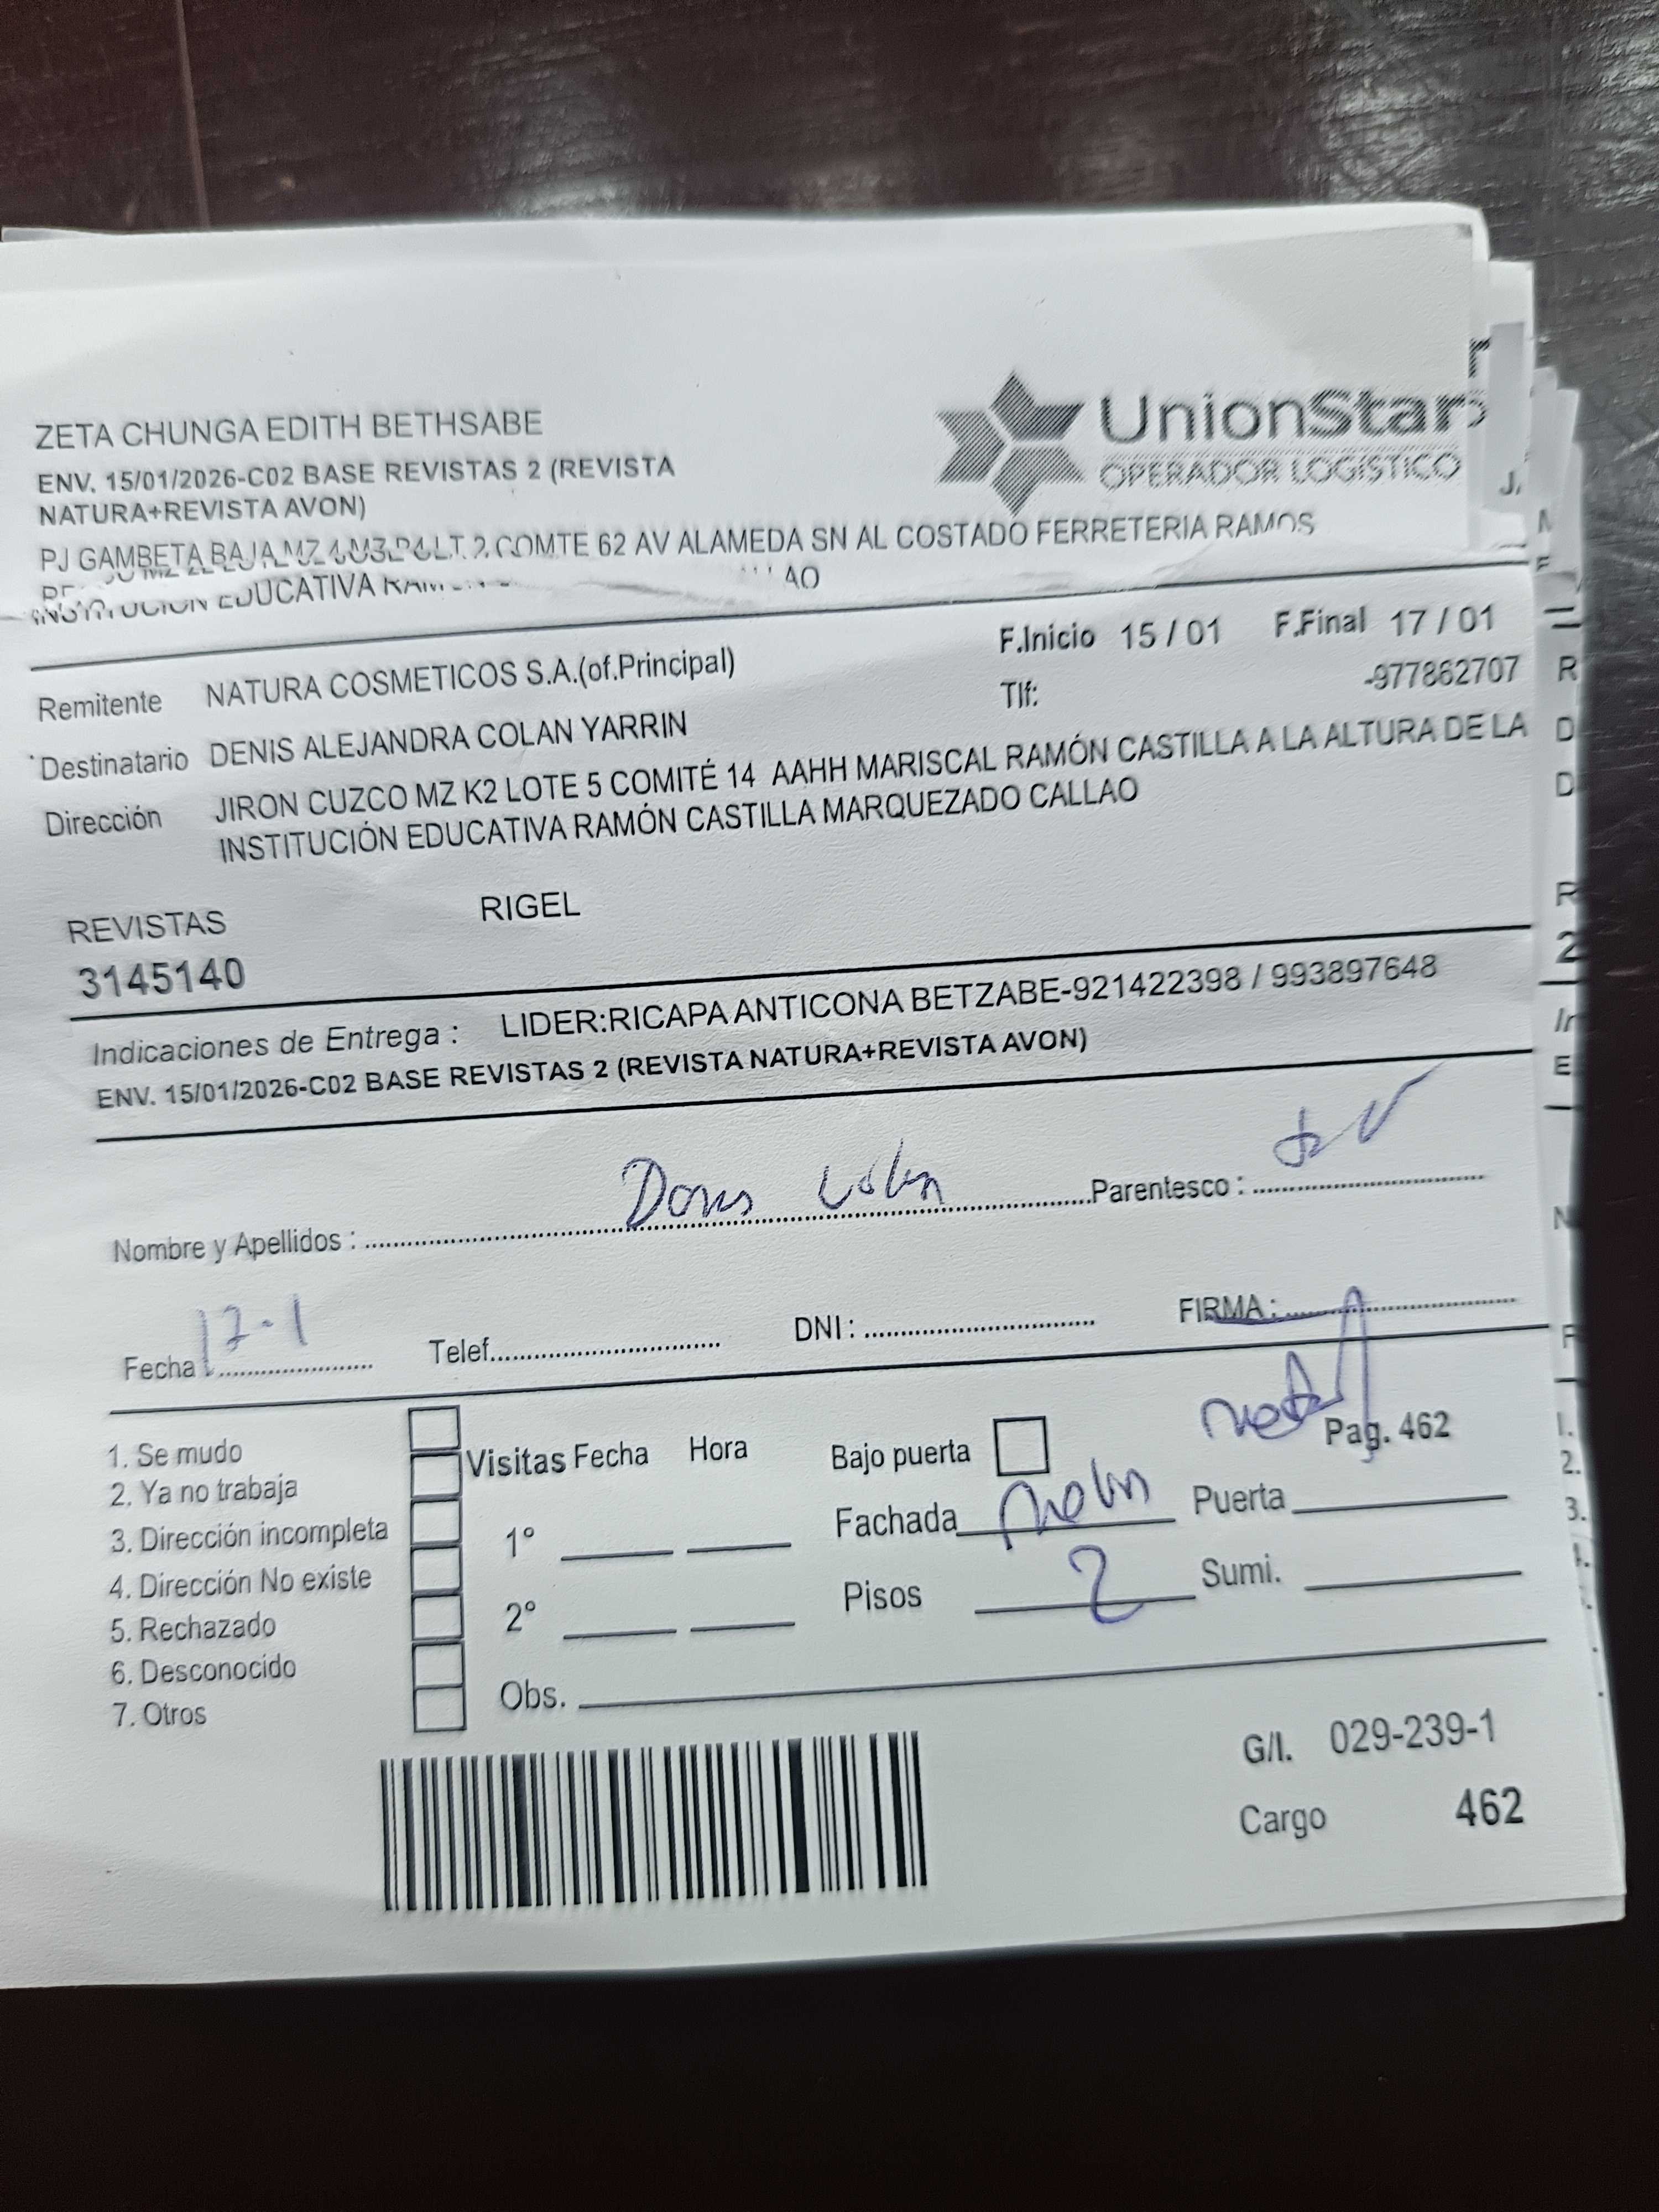 ZETA CHUNGA EDITH BETHSABE
ENV. 15/01/2026-C02 BASE REVISTAS 2 (REVISTA
NATURA+REVISTA AVON)
UnionStar
OPERADOR LOGÍSTICO
PJ GAMBETA BAJA MZ LT. 2 COMTE 62 AV ALAMEDA SN AL COSTADO FERRETERIA RAMOS
EDUCATIVA
F.Inicio 15 / 01 F.Final 17 / 01
Remitente NATURA COSMETICOS S.A.(of.Principal)
Tlf: -977862707
Destinatario DENIS ALEJANDRA COLAN YARRIN
Dirección JIRON CUZCO MZ K2 LOTE 5 COMITÉ 14 AAHH MARISCAL RAMÓN CASTILLA A LA ALTURA DE LA
INSTITUCIÓN EDUCATIVA RAMÓN CASTILLA MARQUEZADO CALLAO
REVISTAS RIGEL
3145140
Indicaciones de Entrega : LIDER:RICAPA ANTICONA BETZABE-921422398 / 993897648
ENV. 15/01/2026-C02 BASE REVISTAS 2 (REVISTA NATURA+REVISTA AVON)
Nombre y Apellidos : Parentesco :
Fecha 17-1 Telef. DNI : FIRMA :
1. Se mudo
2. Ya no trabaja
3. Dirección incompleta
4. Dirección No existe
5. Rechazado
6. Desconocido
7. Otros
Visitas Fecha Hora
1°
2°
Obs.
Bajo puerta
Pag. 462
Fachada Puerta
Pisos 2 Sumi.
G/I. 029-239-1
Cargo 462